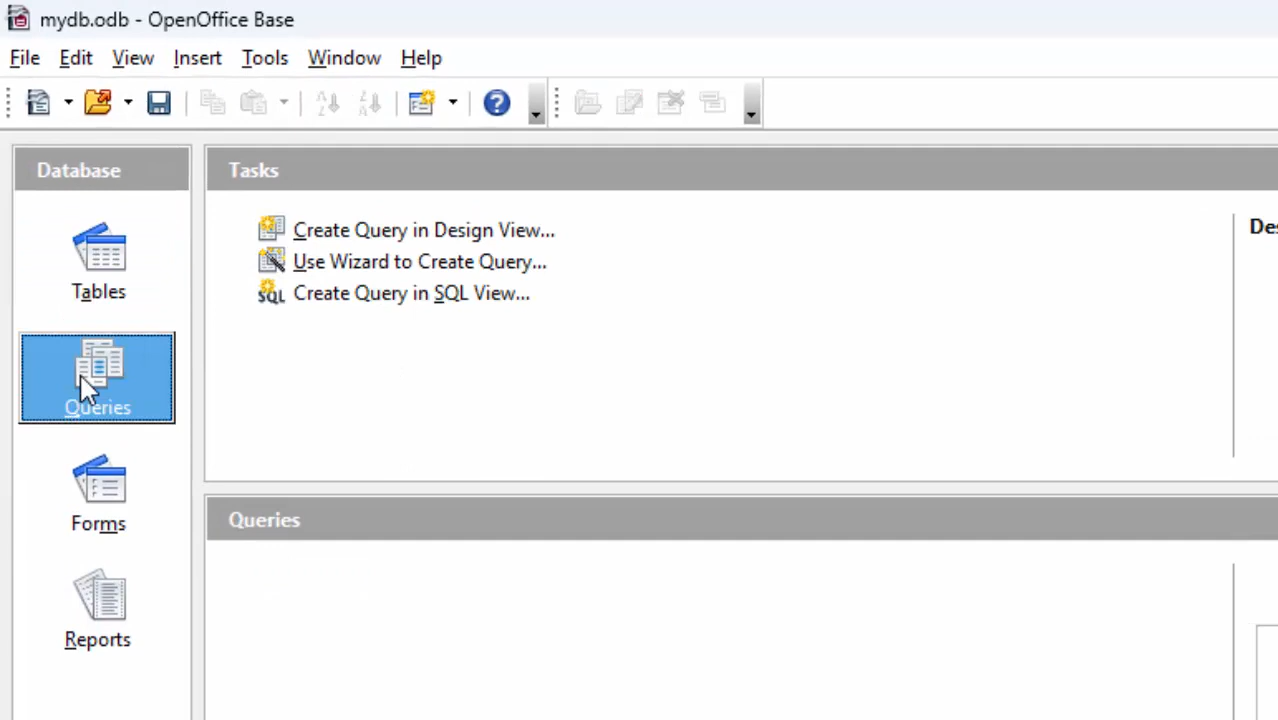 mydb.odb - OpenOffice Base
File Edit View Insert Tools Window Help
Database
Tables
Queries
Forms
Reports
Tasks
Create Query in Design View...
Use Wizard to Create Query...
SQL Create Query in SQL View...
Queries